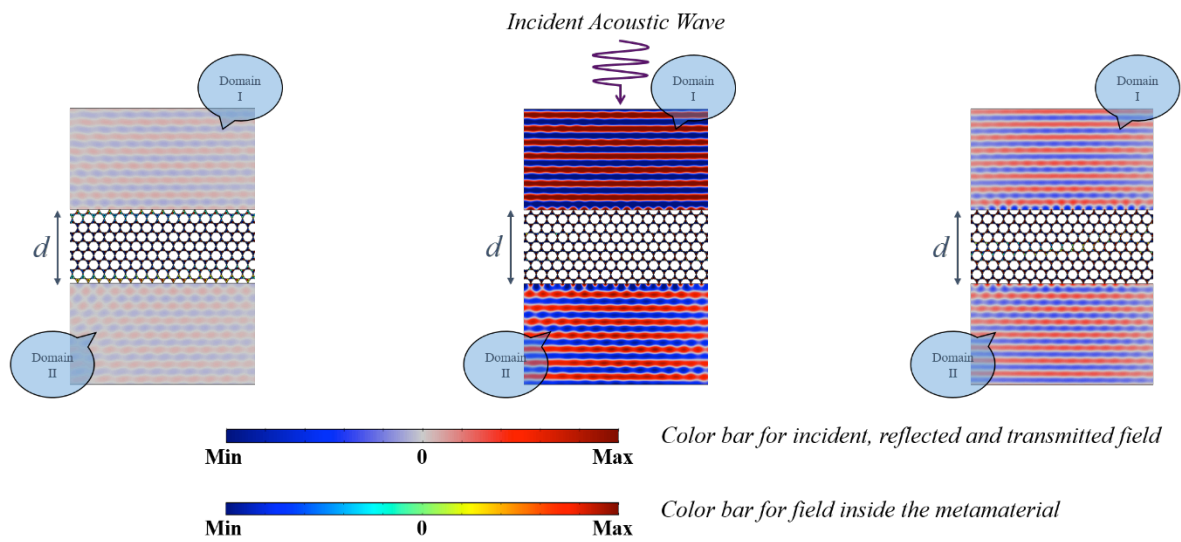 Incident Acoustic Wave
Domain
I
Domain
I
Domain
I
d
d
d
Domain
II
Domain
II
Domain
II
Color bar for incident, reflected and transmitted field
Min 0 Max
Color bar for field inside the metamaterial
Min 0 Max